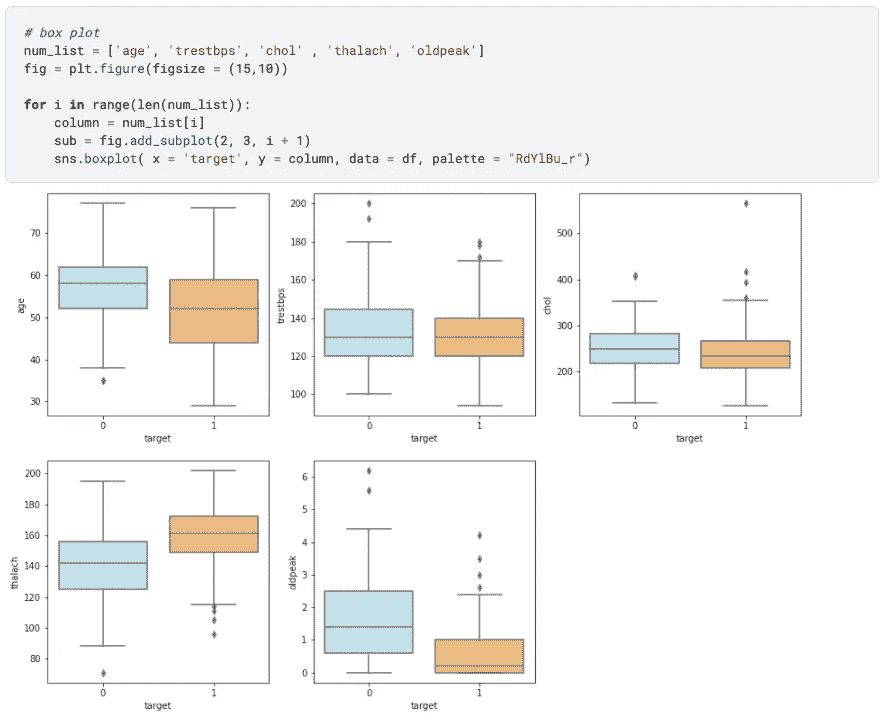 # box plot
num_list = ['age', 'trestbps', 'chol' , 'thalach', 'oldpeak']
fig = plt.figure(figsize = (15,10))
for i in range(len(num_list)):
    column = num_list[i]
    sub = fig.add_subplot(2, 3, i + 1)
    sns.boxplot( x = 'target', y = column, data = df, palette = "RdYlBu_r")
age
70
60
50
40
30
0 1
target
trestbps
200
180
160
140
120
100
0 1
target
chol
500
400
300
200
0 1
target
thalach
200
180
160
140
120
100
80
0 1
target
oldpeak
6
5
4
3
2
1
0
0 1
target